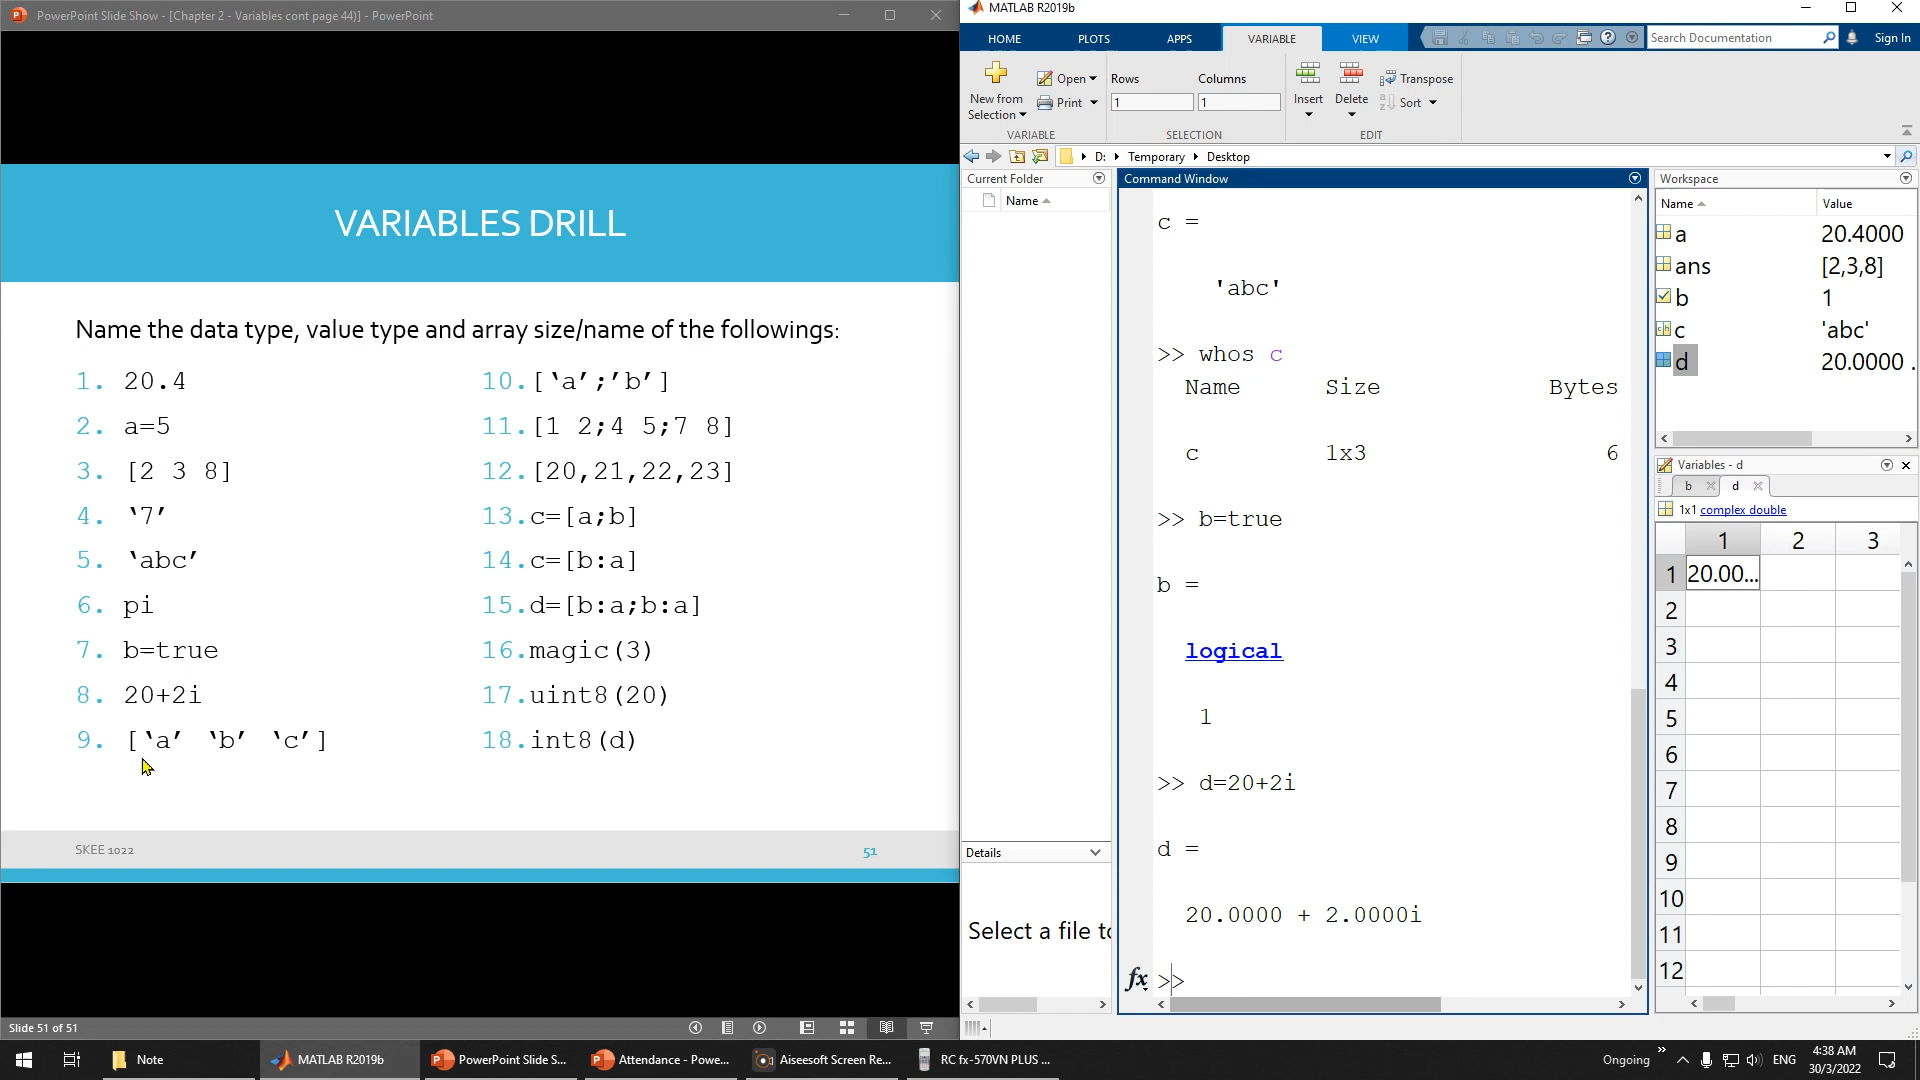 PowerPoint Slide Show - [Chapter 2 - Variables cont page 44)] - PowerPoint
VARIABLES DRILL
Name the data type, value type and array size/name of the followings:
1. 20.4
2. a=5
3. [2 3 8]
4. ‘7’
5. ‘abc’
6. pi
7. b=true
8. 20+2i
9. [‘a’ ‘b’ ‘c’]
10.[‘a’;’b’]
11.[1 2;4 5;7 8]
12.[20,21,22,23]
13.c=[a;b]
14.c=[b:a]
15.d=[b:a;b:a]
16.magic(3)
17.uint8(20)
18.int8(d)
SKEE 1022
51
Slide 51 of 51
MATLAB R2019b
HOME PLOTS APPS VARIABLE VIEW
Search Documentation
Sign In
New from
Selection
Open
Print
VARIABLE
Rows Columns
1 1
SELECTION
Insert
Delete
Transpose
Sort
EDIT
D: Temporary Desktop
Current Folder
Name
Details
Select a file to
Command Window
c =
'abc'
>> whos c
Name Size Bytes
c 1x3 6
>> b=true
b =
logical
1
>> d=20+2i
d =
20.0000 + 2.0000i
fx >>
Workspace
Name Value
a 20.4000
ans [2,3,8]
b 1
c 'abc'
d 20.0000 .
Variables - d
b d
1x1 complex double
1 2 3
1 20.00...
2
3
4
5
6
7
8
9
10
11
12
Note
MATLAB R2019b
PowerPoint Slide S...
Attendance - Powe...
Aiseesoft Screen Re...
RC fx-570VN PLUS ...
Ongoing
ENG
4:38 AM
30/3/2022